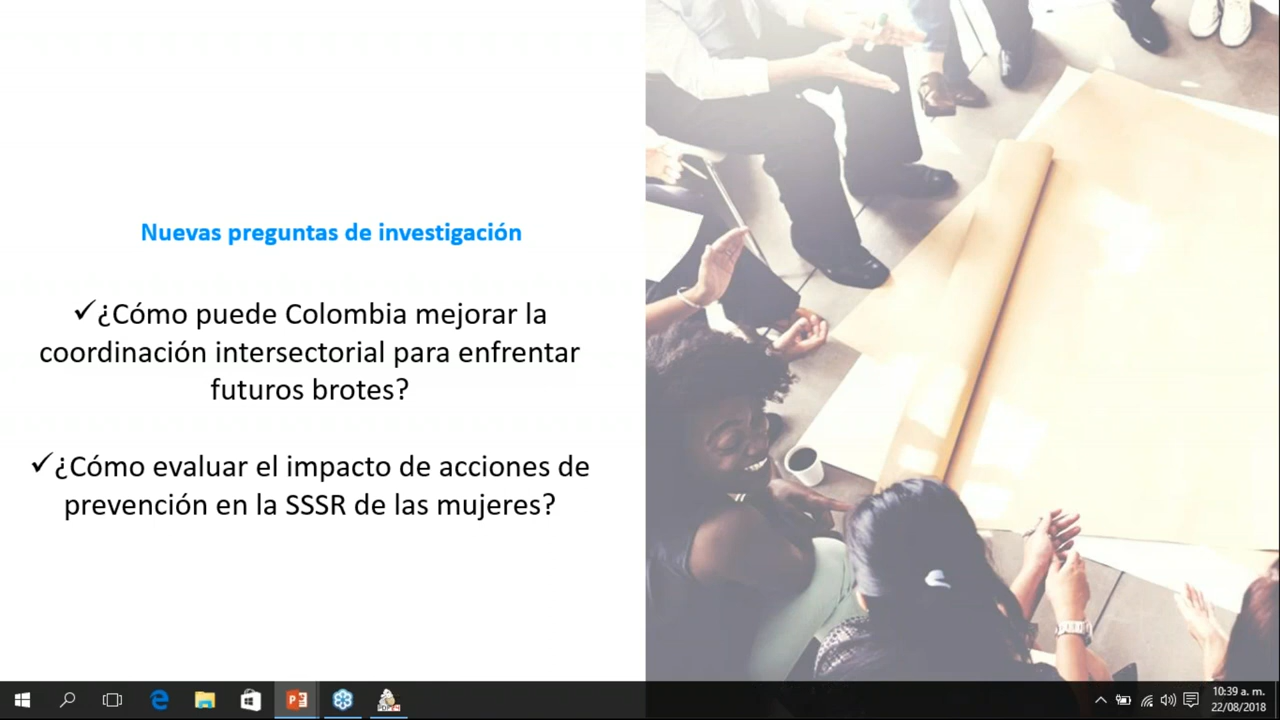 Nuevas preguntas de investigación
✓¿Cómo puede Colombia mejorar la
coordinación intersectorial para enfrentar
futuros brotes?
✓¿Cómo evaluar el impacto de acciones de
prevención en la SSSR de las mujeres?
10:39 a. m.
22/08/2018